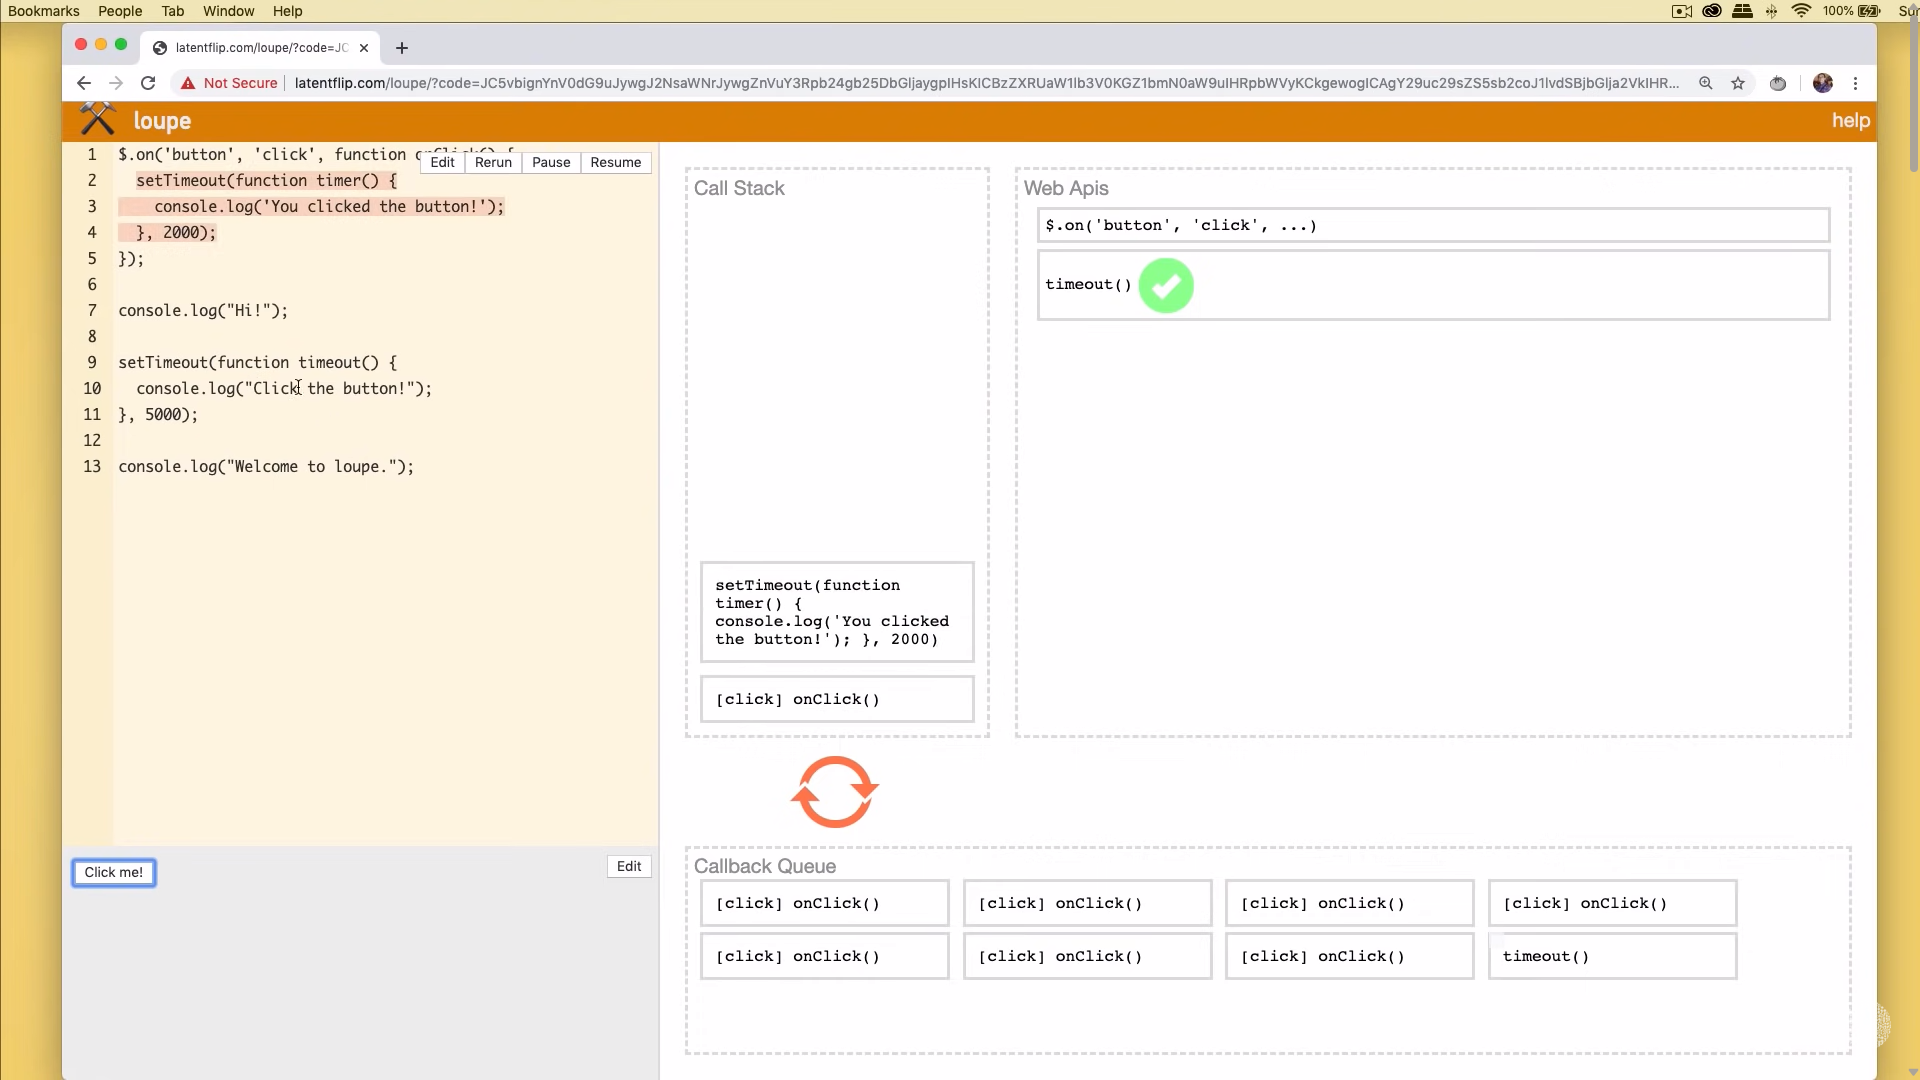 Bookmarks People Tab Window Help 100% Sun
latentflip.com/loupe/?code=JC
Not Secure latentflip.com/loupe/?code=JC5vbignYnV0dG9uJywgJ2NsaWNrJywgZnVuY3Rpb24gb25DbGljaygpIHsKICBzZXRUaW1lb3V0KGZ1bmN0aW9uIHRpbWVyKCkgewogICAgY29uc29sZS5sb2coJ1lvdSBjbGlja2VkIHR...
loupe
help
1 $.on('button', 'click', function onClick() {
Edit Rerun Pause Resume
2 setTimeout(function timer() {
3 console.log('You clicked the button!');
4 }, 2000);
5 });
6
7 console.log("Hi!");
8
9 setTimeout(function timeout() {
10 console.log("Click the button!");
11 }, 5000);
12
13 console.log("Welcome to loupe.");
Click me!
Edit
Call Stack
setTimeout(function
timer() {
console.log('You clicked
the button!'); }, 2000)
[click] onClick()
Web Apis
$.on('button', 'click', ...)
timeout()
Callback Queue
[click] onClick() [click] onClick() [click] onClick() [click] onClick()
[click] onClick() [click] onClick() [click] onClick() timeout()